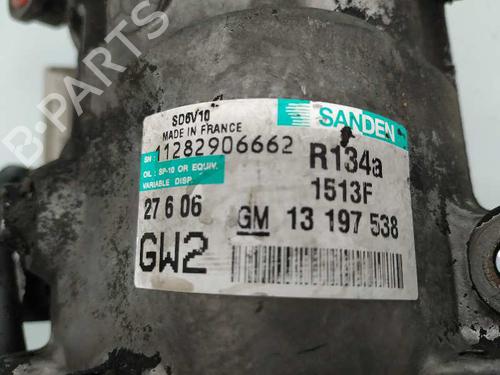 SD6V10
MADE IN FRANCE
SANDEN
SN : 11282906662
R134a
OIL : SP-10 OR EQUIV.
VARIABLE DISP.
1513F
27 6 06
GM 13 197 538
GW2
B-PARTS